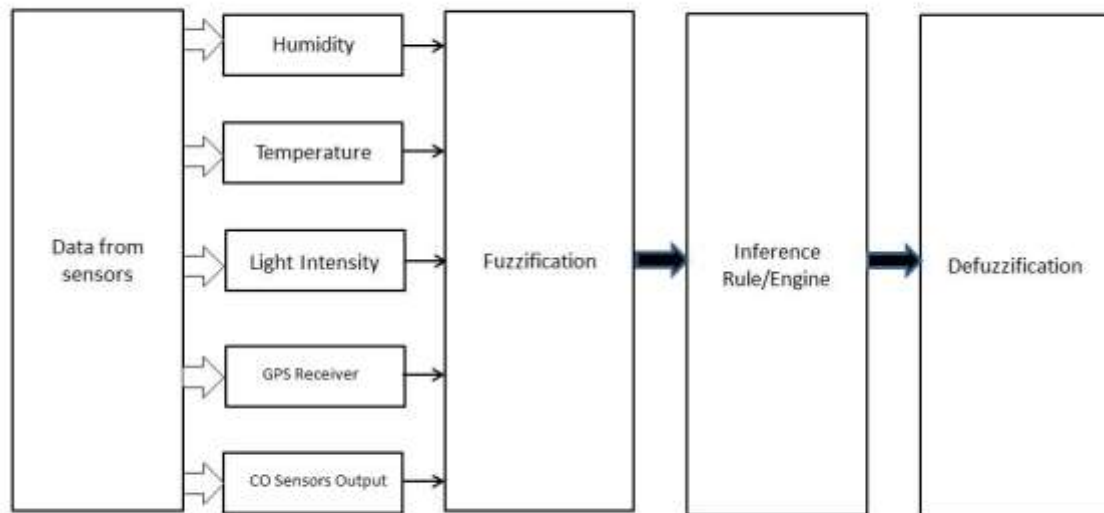 Data from
sensors
Humidity
Temperature
Light Intensity
GPS Receiver
CO Sensors Output
Fuzzification
Inference
Rule/Engine
Defuzzification